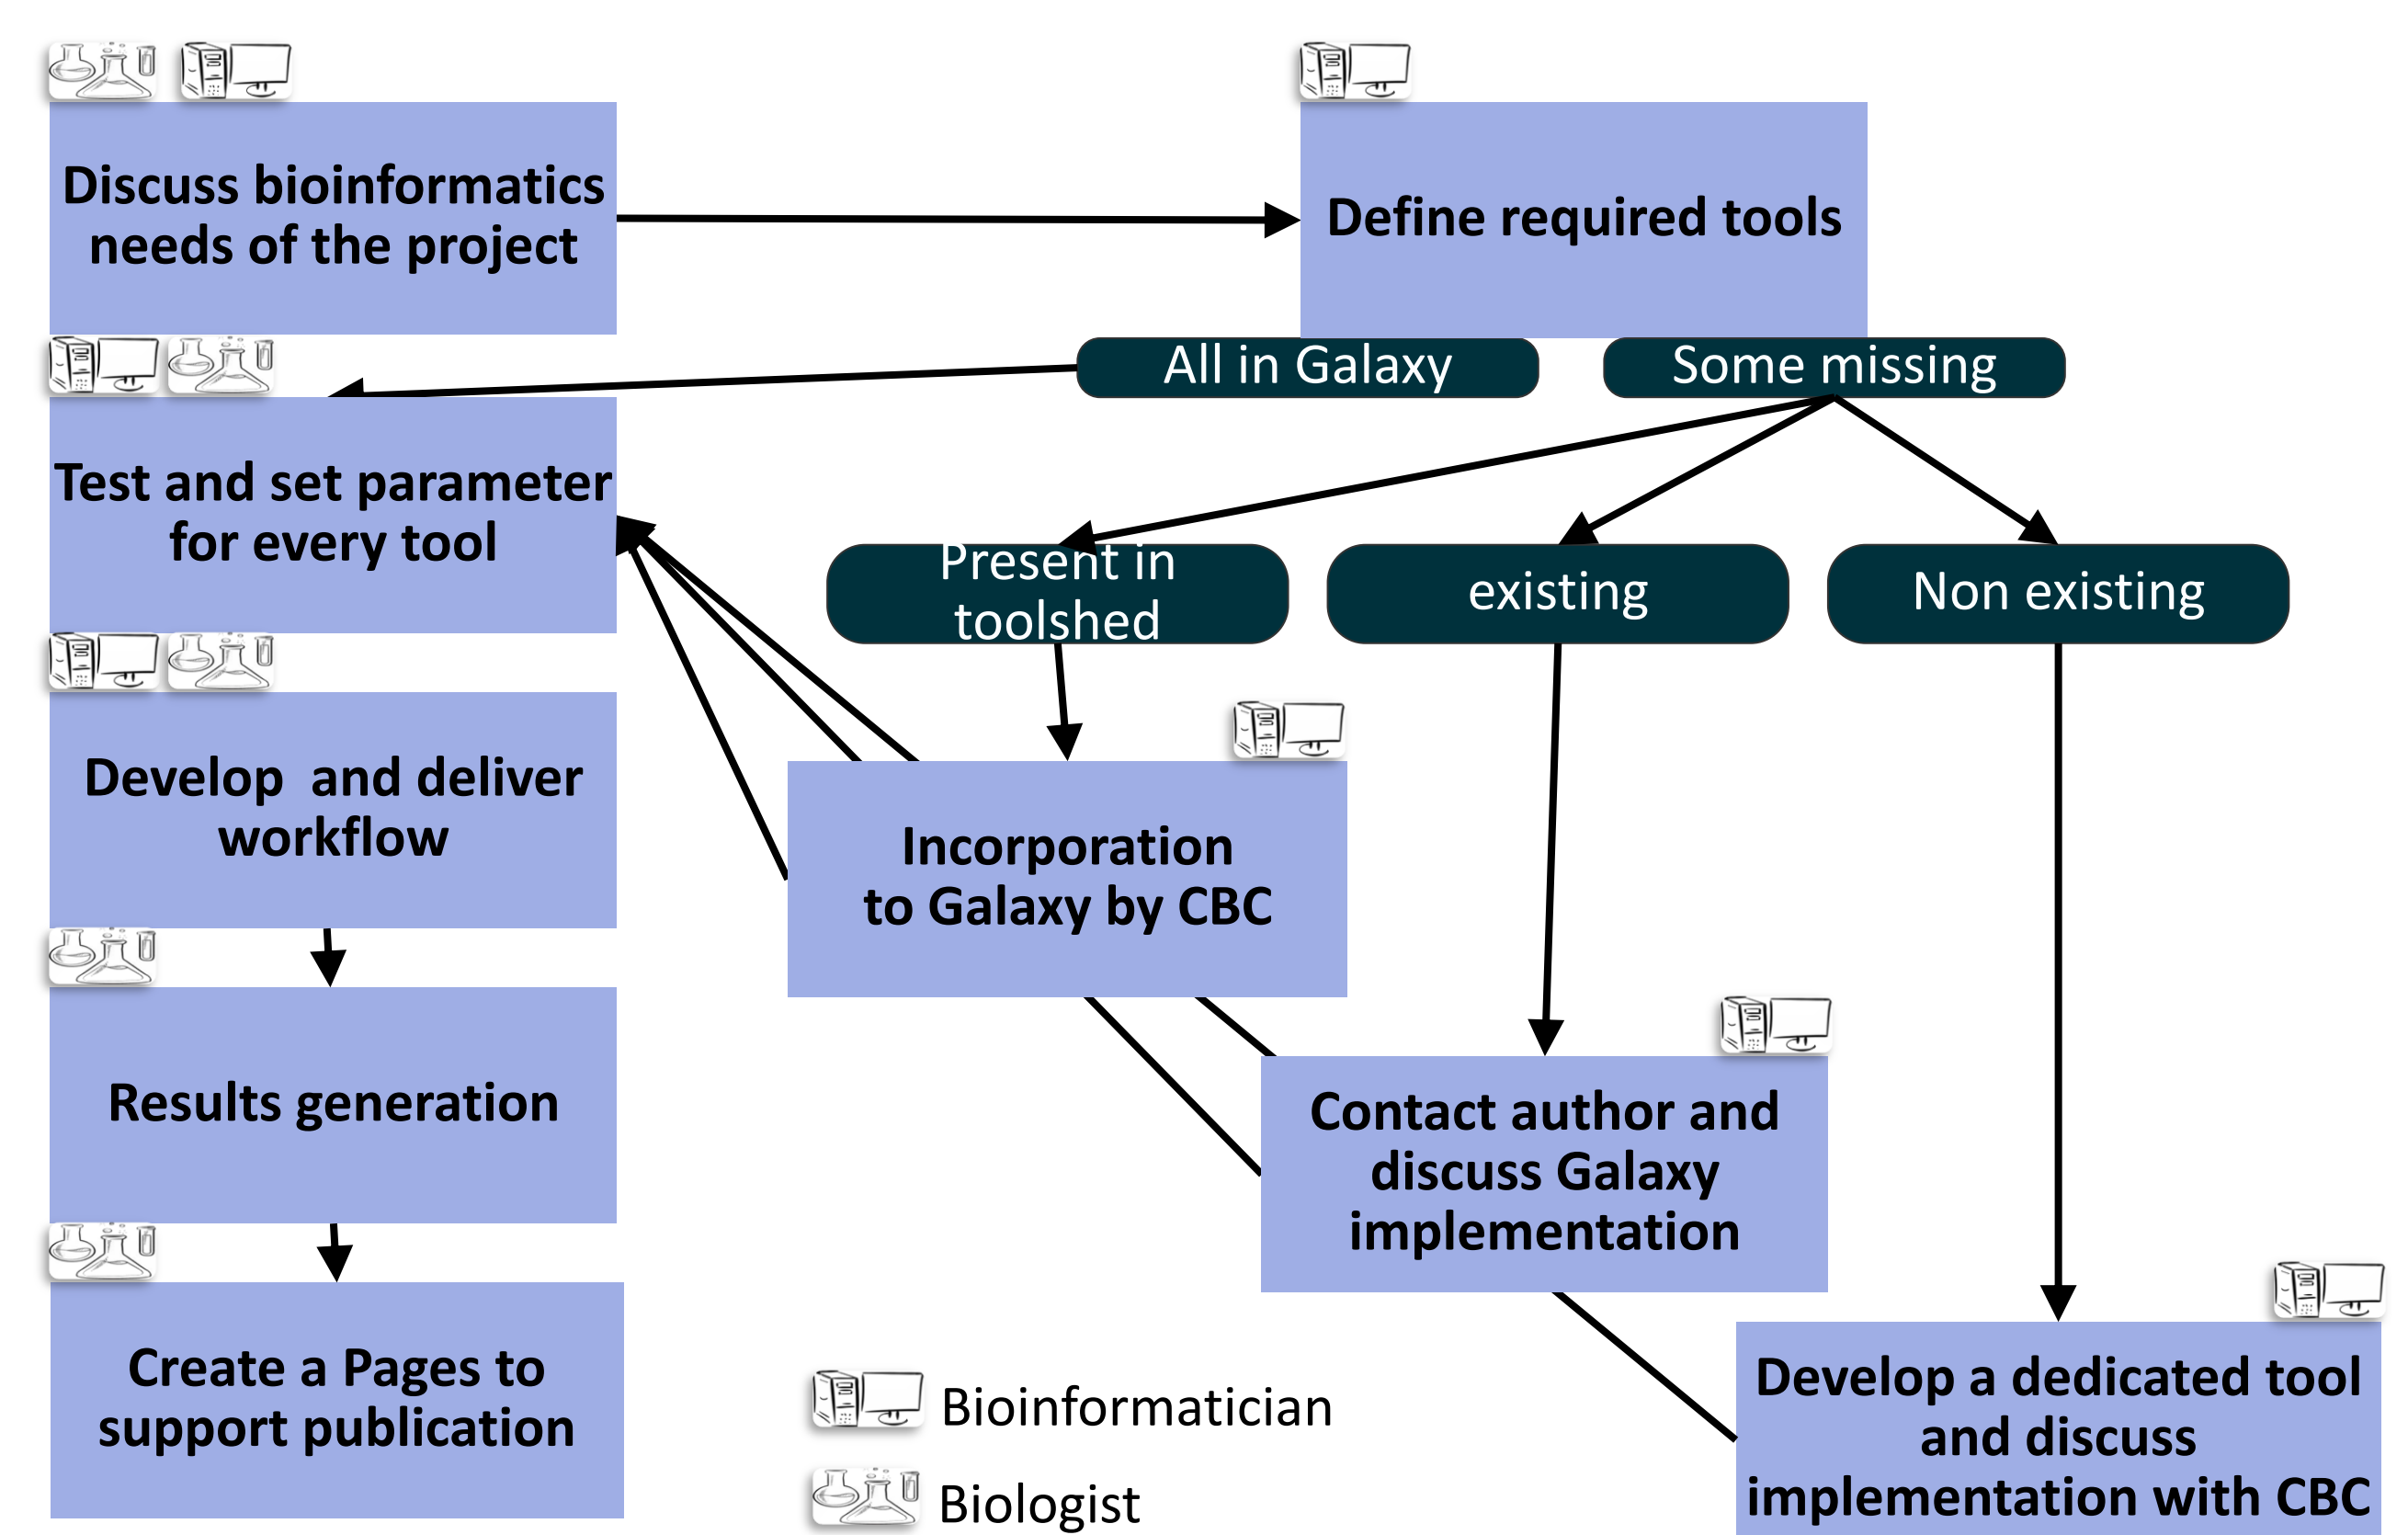 Discuss bioinformatics
needs of the project
Define required tools
All in Galaxy
Some missing
Test and set parameter
for every tool
Present in
toolshed
existing
Non existing
Develop  and deliver
workflow
Incorporation
to Galaxy by CBC
Results generation
Contact author and
discuss Galaxy
implementation
Create a Pages to
support publication
Develop a dedicated tool
and discuss
implementation with CBC
Bioinformatician
Biologist